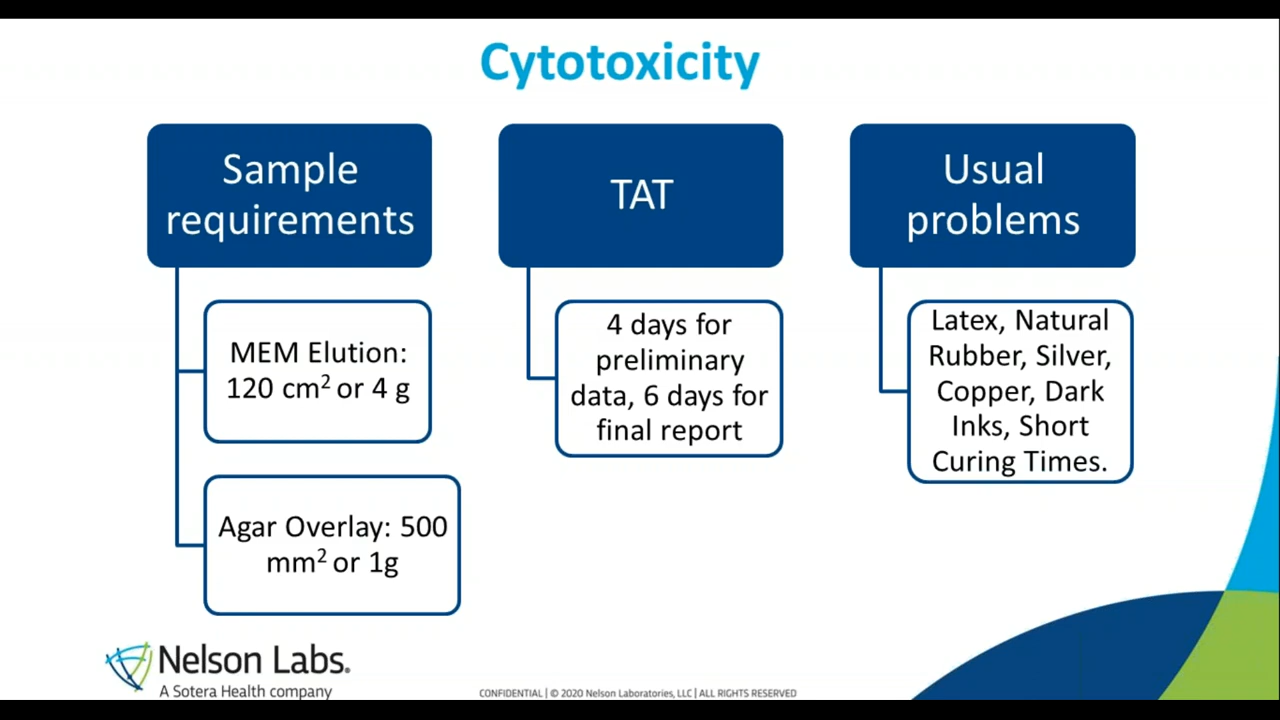 Cytotoxicity
Sample
requirements
MEM Elution:
120 cm² or 4 g
Agar Overlay: 500
mm² or 1g
TAT
4 days for
preliminary
data, 6 days for
final report
Usual
problems
Latex, Natural
Rubber, Silver,
Copper, Dark
Inks, Short
Curing Times.
Nelson Labs®
A Sotera Health company
CONFIDENTIAL | © 2020 Nelson Laboratories, LLC | ALL RIGHTS RESERVED